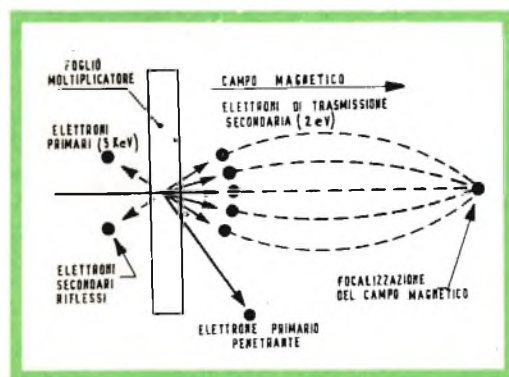 FOGLIO
MOLTIPLICATORE
CAMPO MAGNETICO
ELETTRONI DI TRASMISSIONE
SECONDARIA (2 eV)
ELETTRONI
PRIMARI (5 KeV)
ELETTRONI
SECONDARI
RIFLESSI
ELETTRONE PRIMARIO
PENETRANTE
FOCALIZZAZIONE
DEL CAMPO MAGNETICO